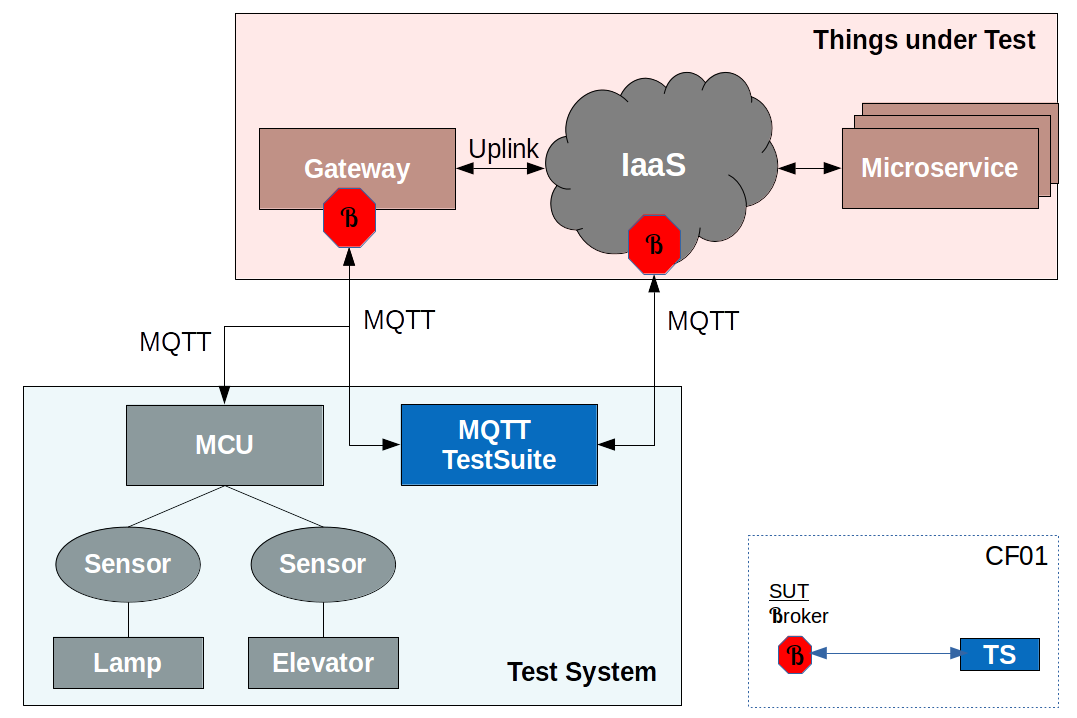 Things under Test
Gateway
Uplink
IaaS
Microservice
ℬ
ℬ
MQTT
MQTT
MQTT
MCU
MQTT
TestSuite
Sensor
Sensor
Lamp
Elevator
Test System
CF01
SUT
ℬroker
ℬ
TS